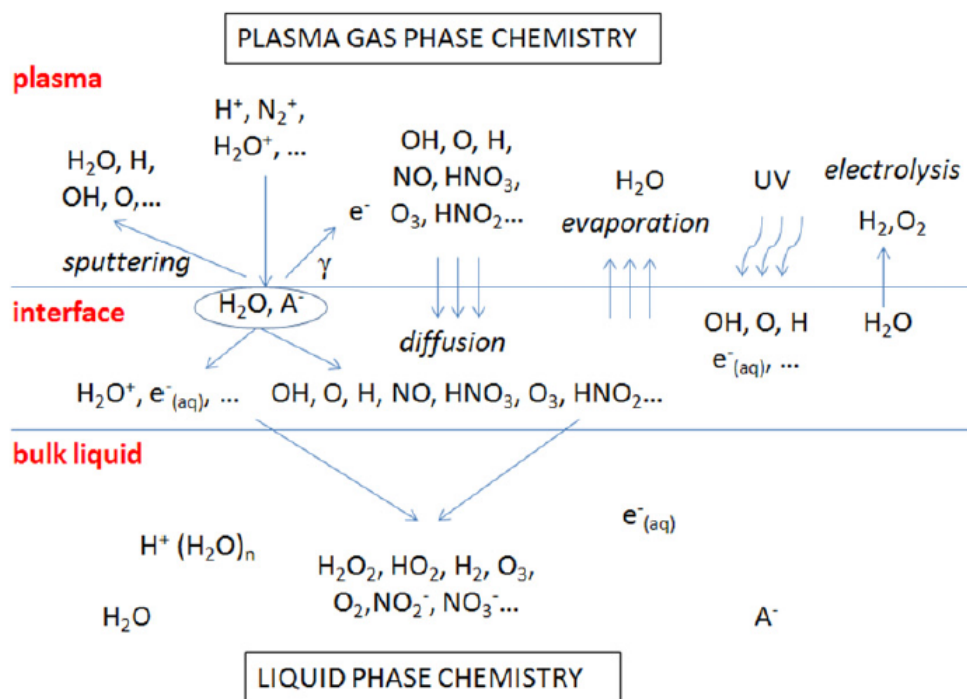 PLASMA GAS PHASE CHEMISTRY
plasma
H⁺, N₂⁺,
H₂O⁺, ...
H₂O, H,
OH, O,...
sputtering
e⁻
γ
OH, O, H,
NO, HNO₃,
O₃, HNO₂...
H₂O
evaporation
UV
electrolysis
H₂,O₂
interface
H₂O, A⁻
diffusion
OH, O, H
e⁻₍aq₎, ...
H₂O
H₂O⁺, e⁻₍aq₎, ...
OH, O, H, NO, HNO₃, O₃, HNO₂...
bulk liquid
e⁻₍aq₎
H⁺ (H₂O)ₙ
H₂O₂, HO₂, H₂, O₃,
O₂,NO₂⁻, NO₃⁻...
H₂O
A⁻
LIQUID PHASE CHEMISTRY